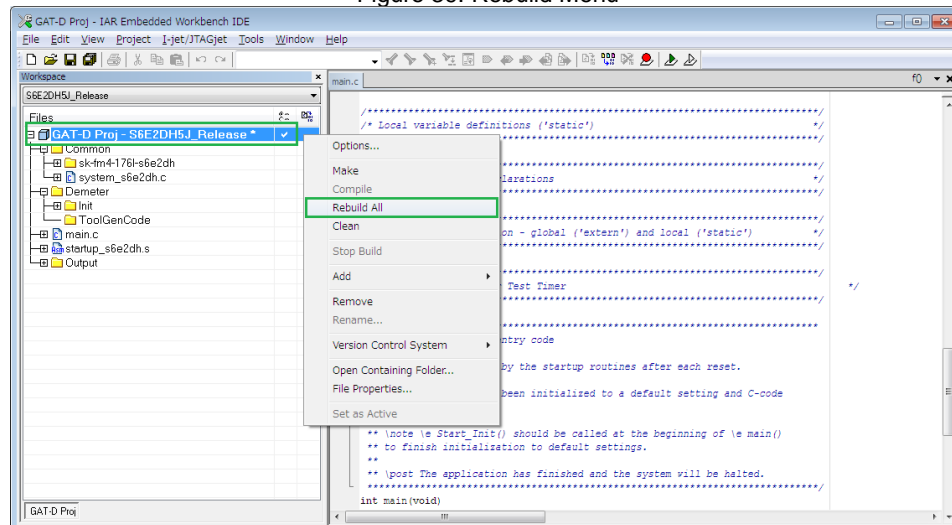 Figure 35. Rebuild Menu
GAT-D Proj - IAR Embedded Workbench IDE
File Edit View Project I-jet/JTAGjet Tools Window Help
Workspace
S6E2DH5J_Release
Files
GAT-D Proj - S6E2DH5J_Release *
Common
sk-fm4-176l-s6e2dh
system_s6e2dh.c
Demeter
Init
ToolGenCode
main.c
startup_s6e2dh.s
Output
GAT-D Proj
Options...
Make
Compile
Rebuild All
Clean
Stop Build
Add
Remove
Rename...
Version Control System
Open Containing Folder...
File Properties...
Set as Active
main.c
f()
/*****************************************************************************/
/* Local variable definitions ('static') */
*****************************************************************************/
*****************************************************************************/
larations */
*****************************************************************************/
*****************************************************************************/
on - global ('extern') and local ('static') */
*****************************************************************************/
*****************************************************************************/
Test Timer */
*****************************************************************************/
*****************************************************************************
ntry code
by the startup routines after each reset.
been initialized to a default setting and C-code
** \note \e Start_Init() should be called at the beginning of \e main()
** to finish initialization to default settings.
**
** \post The application has finished and the system will be halted.
*****************************************************************************/
int main(void)